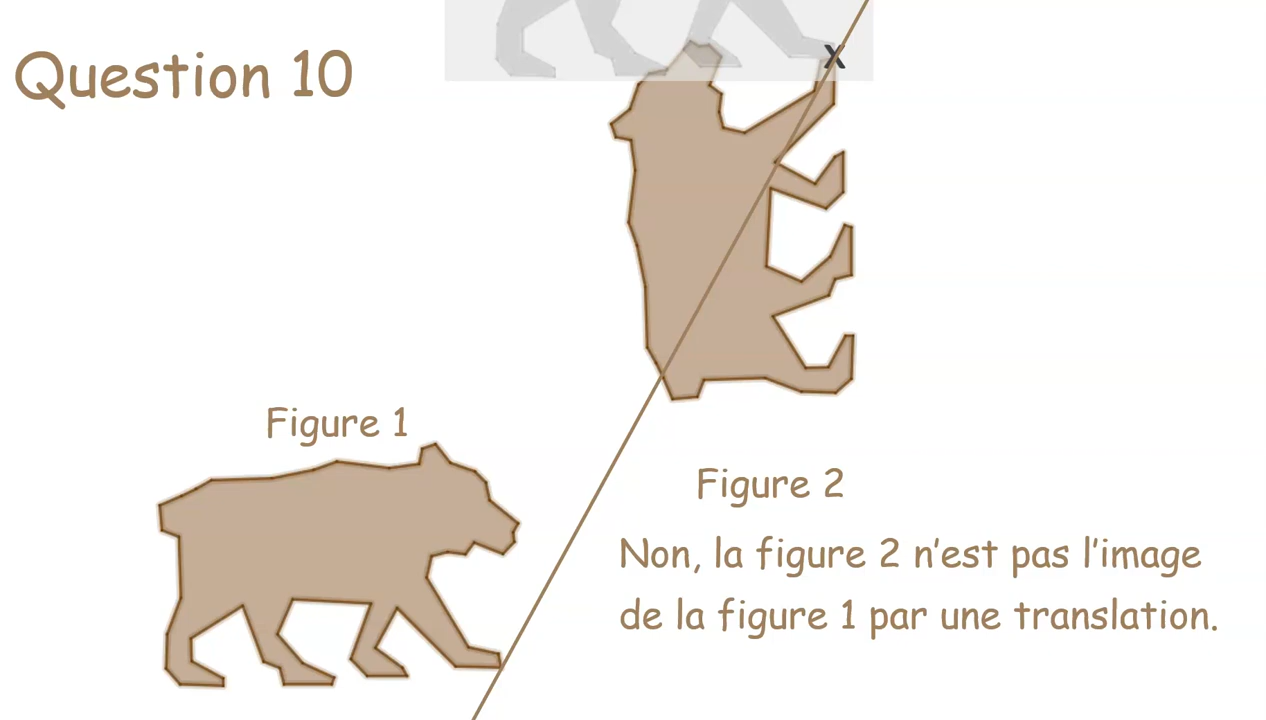 Question 10
x
Figure 1
Figure 2
Non, la figure 2 n’est pas l’image
de la figure 1 par une translation.